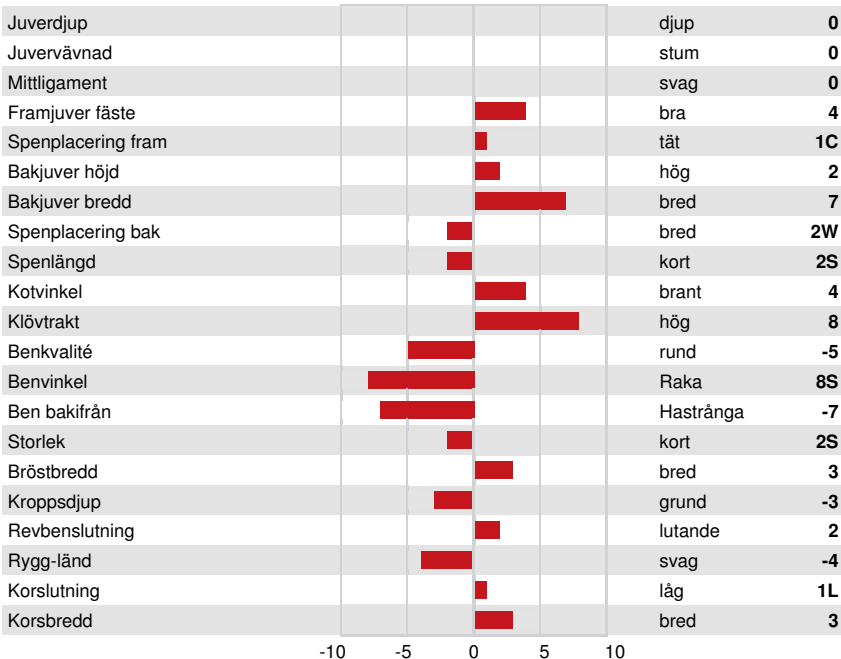 Juverdjup djup 0
Juvervävnad stum 0
Mittligament svag 0
Framjuver fäste bra 4
Spenplacering fram tät 1C
Bakjuver höjd hög 2
Bakjuver bredd bred 7
Spenplacering bak bred 2W
Spenlängd kort 2S
Kotvinkel brant 4
Klövtrakt hög 8
Benkvalité rund -5
Benvinkel Raka 8S
Ben bakifrån Hastrånga -7
Storlek kort 2S
Bröstbredd bred 3
Kroppsdjup grund -3
Revbenslutning lutande 2
Rygg-länd svag -4
Korslutning låg 1L
Korsbredd bred 3
-10 -5 0 5 10